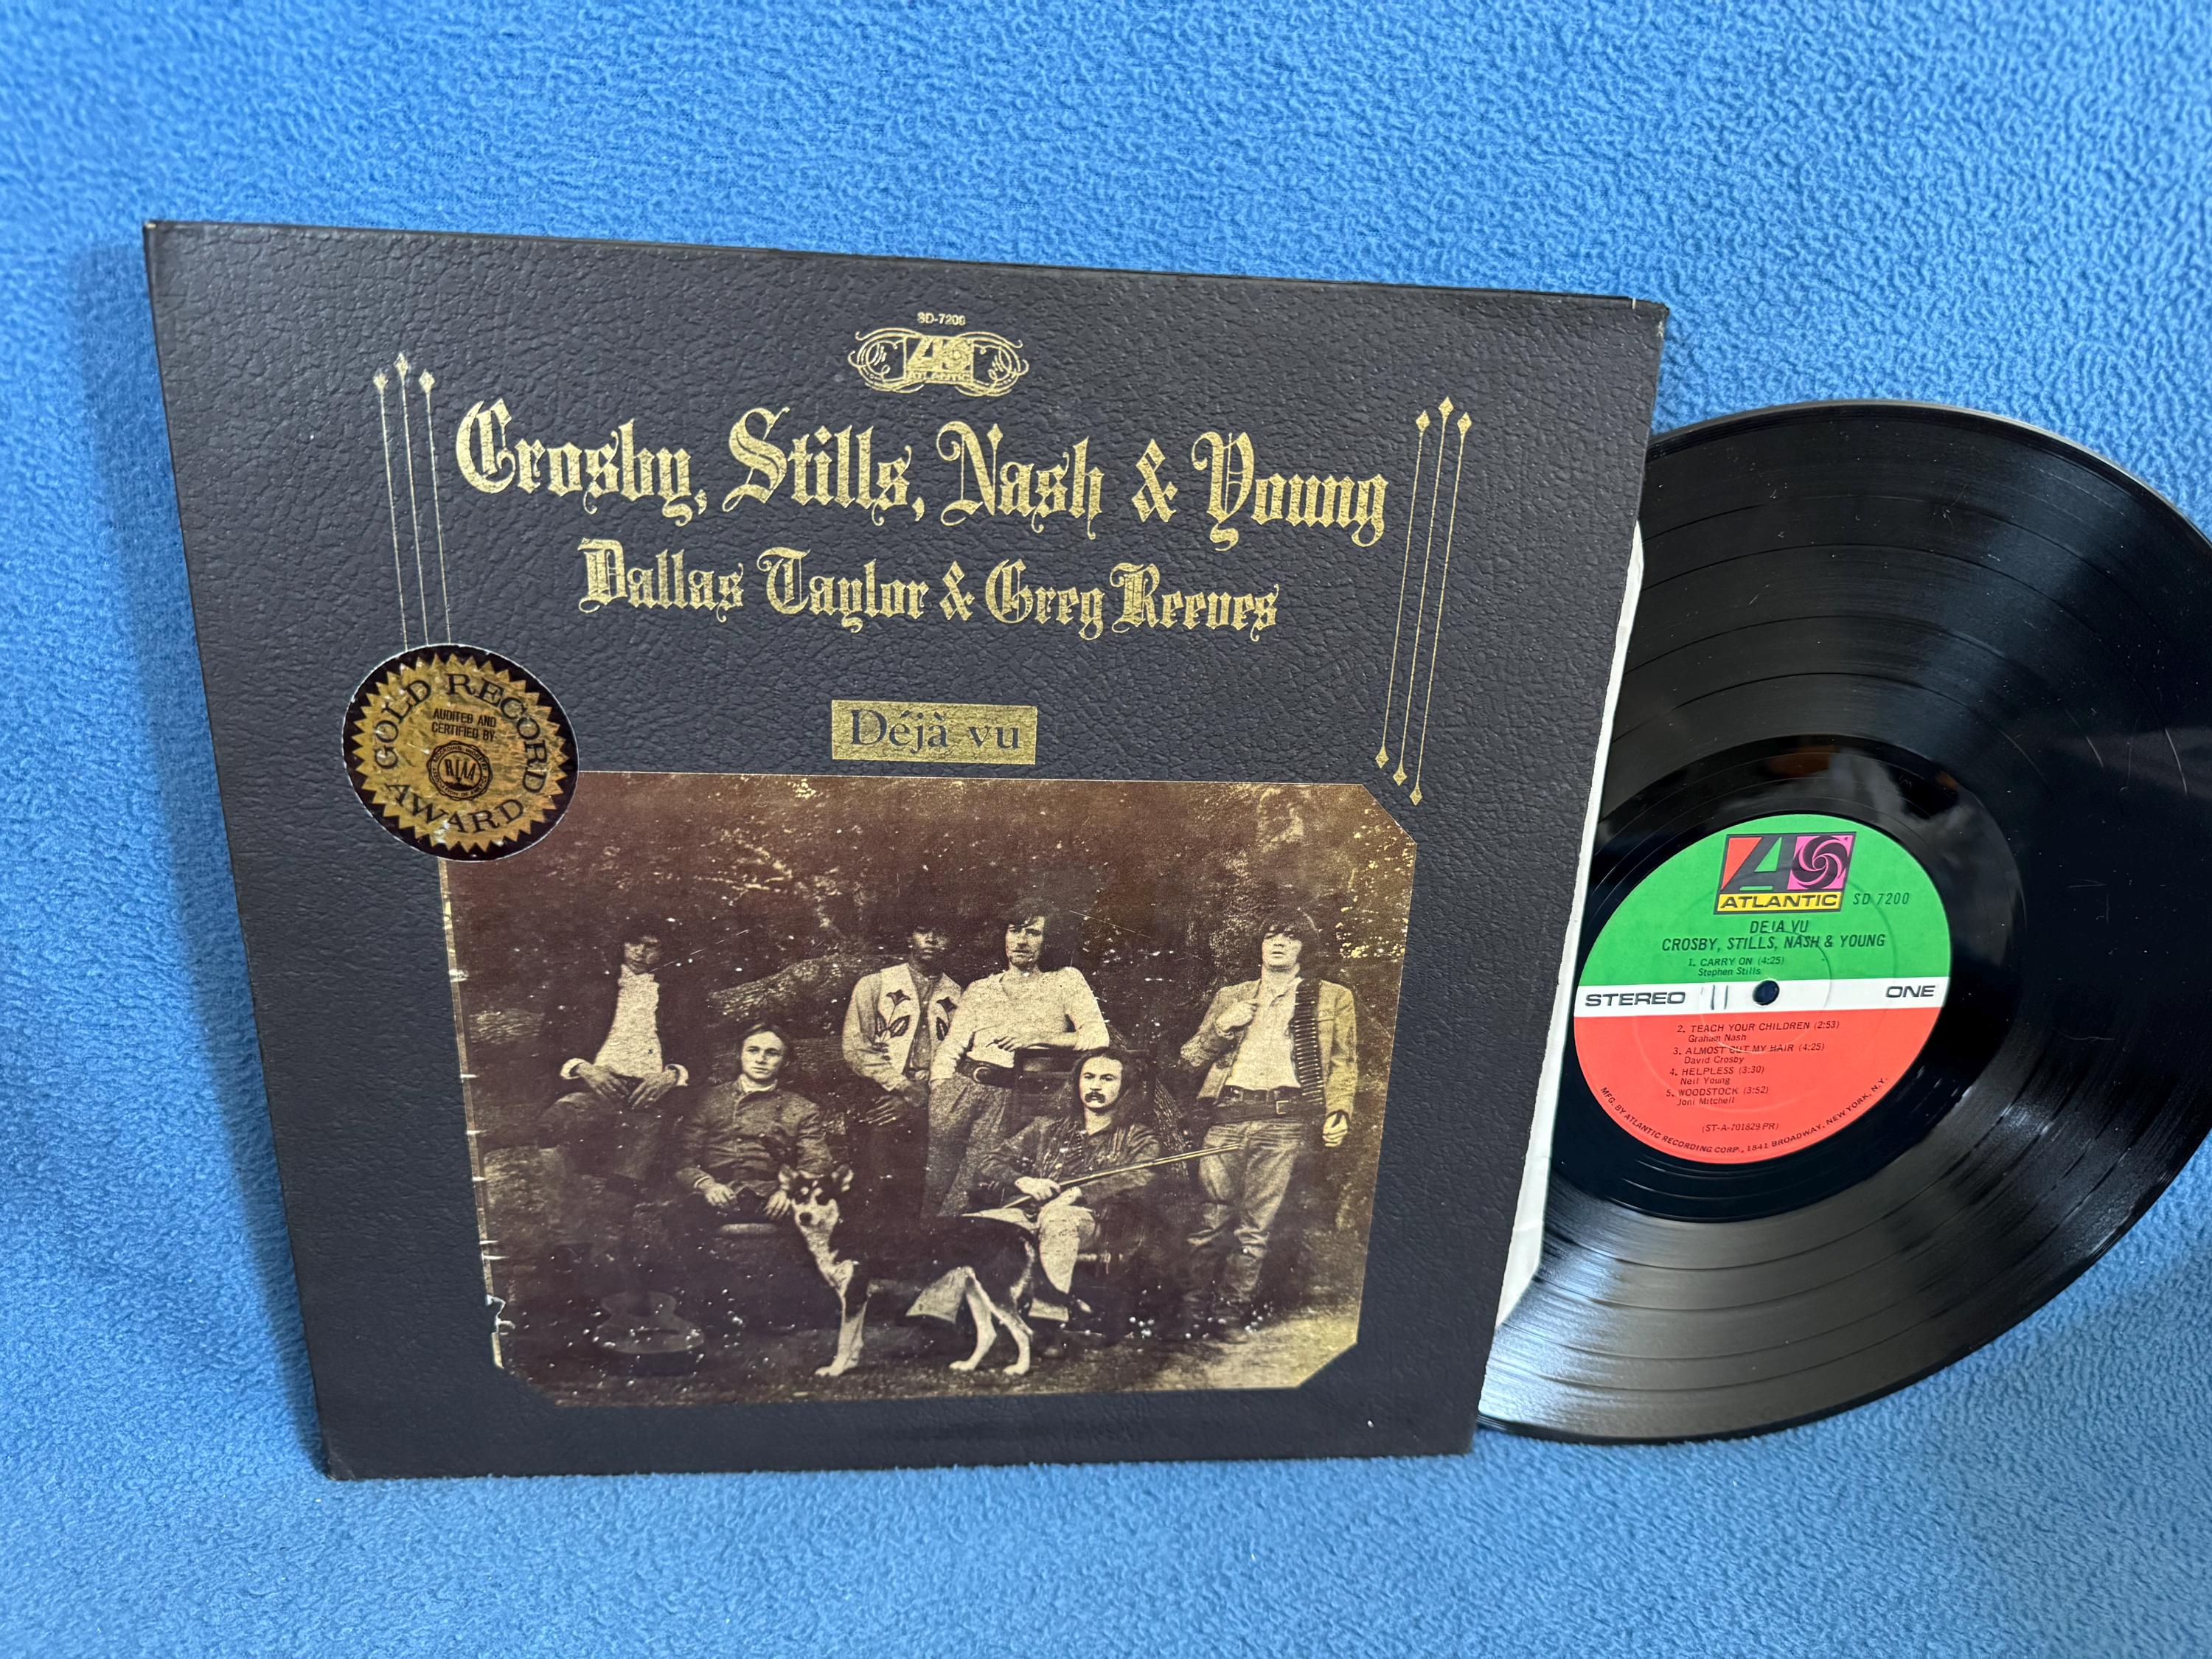 SD-7200
ATLANTIC
Crosby, Stills, Nash & Young
Dallas Taylor & Greg Reeves
GOLD RECORD
AUDITED AND
CERTIFIED BY
RIAA
AWARD
Déjà vu
ATLANTIC
SD 7200
DEJA VU
CROSBY, STILLS, NASH & YOUNG
1. CARRY ON (4:25)
Stephen Stills
STEREO
ONE
2. TEACH YOUR CHILDREN (2:53)
Graham Nash
3. ALMOST CUT MY HAIR (4:25)
David Crosby
4. HELPLESS (3:30)
Neil Young
5. WOODSTOCK (3:52)
Joni Mitchell
(ST-A-701829 PR)
MFG. BY ATLANTIC RECORDING CORP., 1841 BROADWAY, NEW YORK, N.Y.